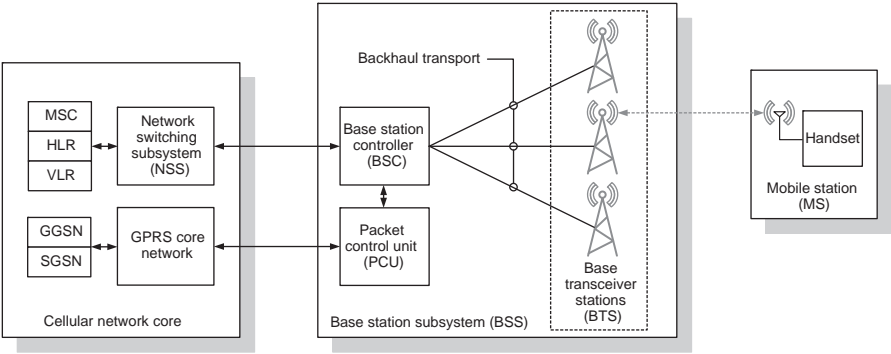 MSC
HLR
VLR
Network
switching
subsystem
(NSS)
GGSN
SGSN
GPRS core
network
Cellular network core
Backhaul transport
Base station
controller
(BSC)
Packet
control unit
(PCU)
Base
transceiver
stations
(BTS)
Base station subsystem (BSS)
Handset
Mobile station
(MS)